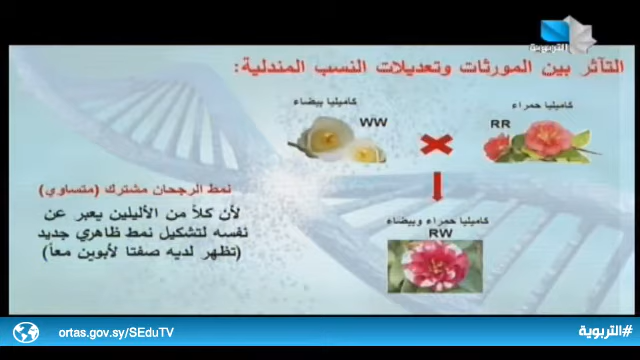 التربوية
التآثر بين المورثات وتعديلات النسب المندلية:
كاميليا حمراء
كاميليا بيضاء
RR
WW
نمط الرجحان مشترك (متساوي)
لأن كلاً من الأليلين يعبر عن
نفسه لتشكيل نمط ظاهري جديد
(تظهر لديه صفتا لأبوين معاً)
كاميليا حمراء وبيضاء
RW
ortas.gov.sy/SEduTV
#التربوية